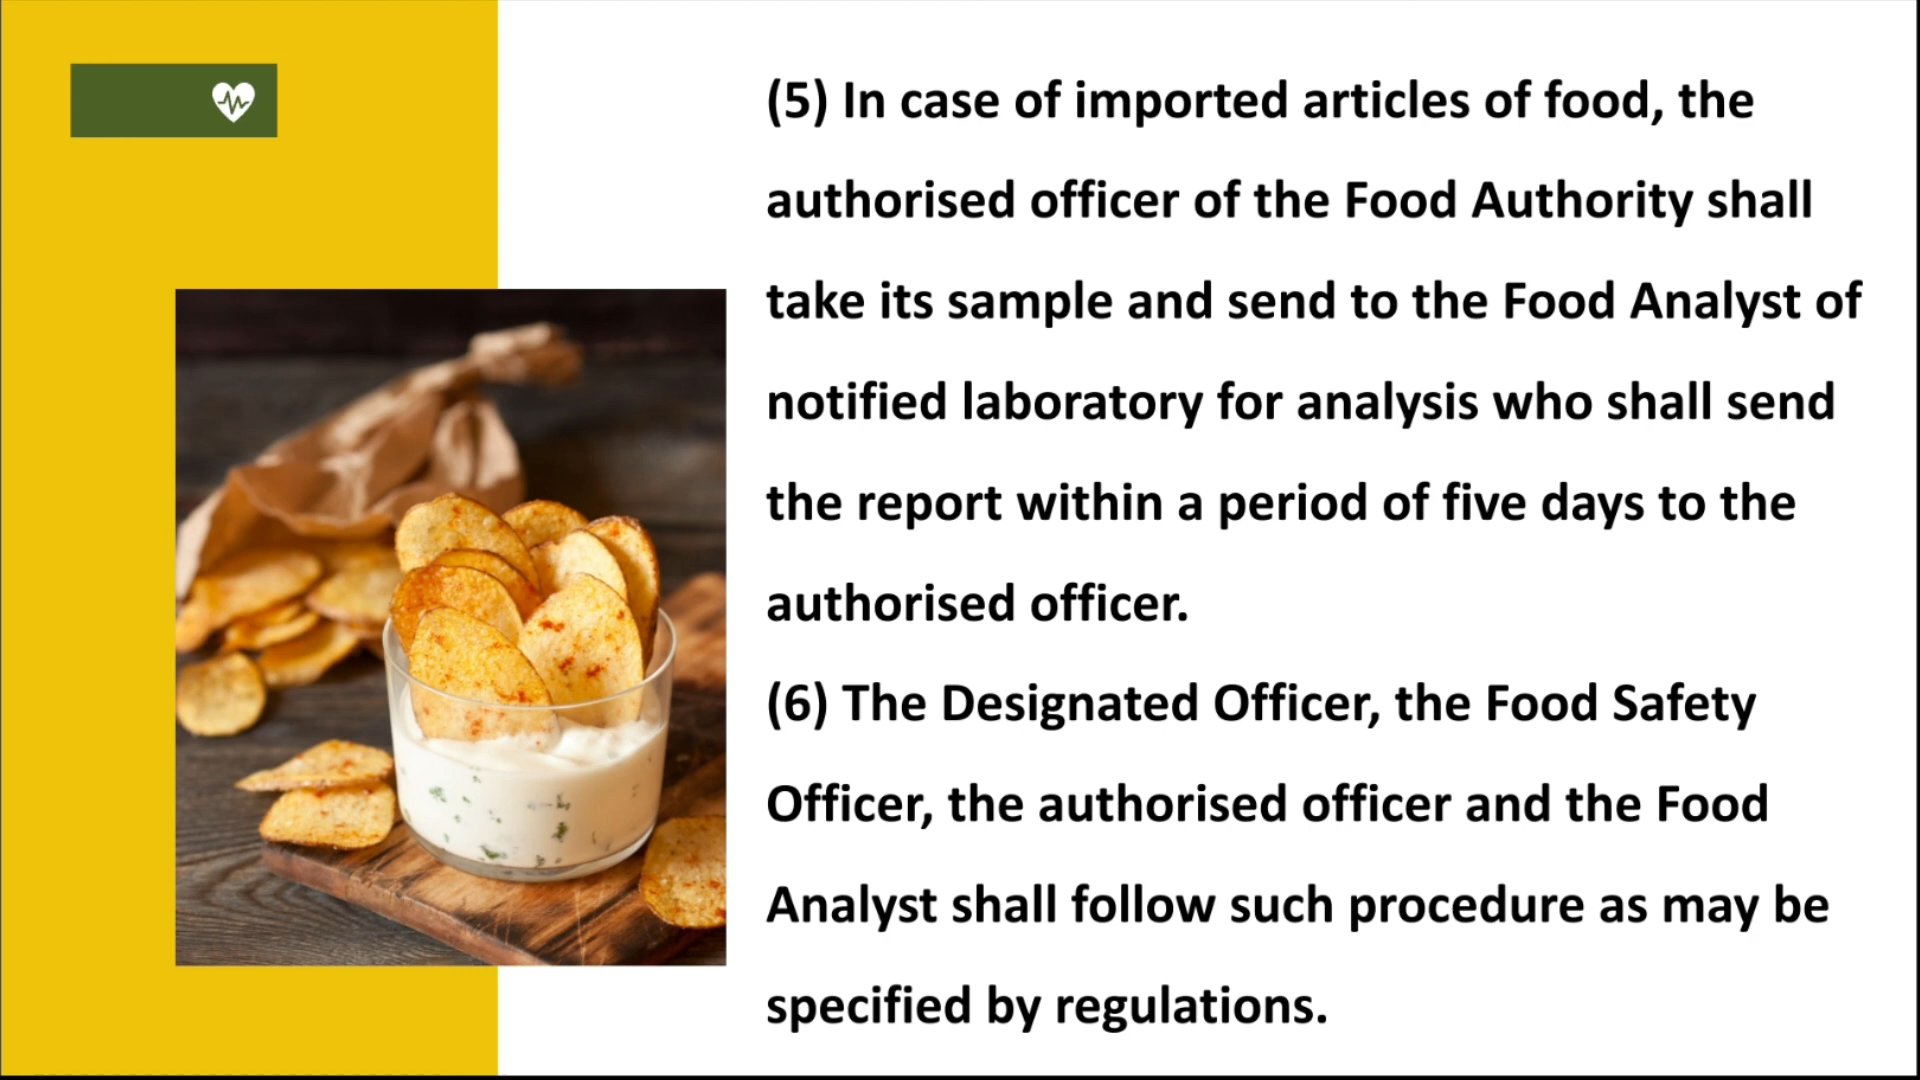 (5) In case of imported articles of food, the
authorised officer of the Food Authority shall
take its sample and send to the Food Analyst of
notified laboratory for analysis who shall send
the report within a period of five days to the
authorised officer.
(6) The Designated Officer, the Food Safety
Officer, the authorised officer and the Food
Analyst shall follow such procedure as may be
specified by regulations.